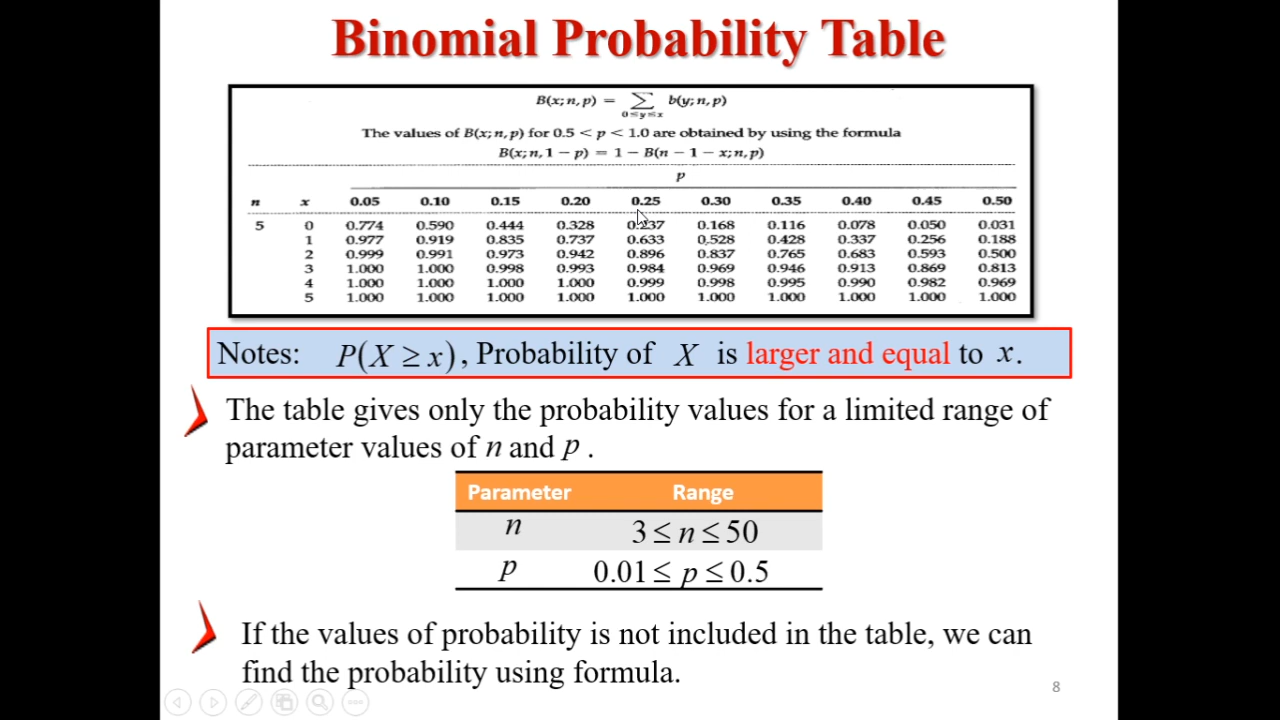 Binomial Probability Table
B(x; n, p) = ∑ b(y; n, p)
0≤y≤x
The values of B(x; n, p) for 0.5 < p < 1.0 are obtained by using the formula
B(x; n, 1 − p) = 1 − B(n − 1 − x; n, p)
p
n x 0.05 0.10 0.15 0.20 0.25 0.30 0.35 0.40 0.45 0.50
5 0 0.774 0.590 0.444 0.328 0.237 0.168 0.116 0.078 0.050 0.031
1 0.977 0.919 0.835 0.737 0.633 0,528 0.428 0.337 0.256 0.188
2 0.999 0.991 0.973 0.942 0.896 0.837 0.765 0.683 0.593 0.500
3 1.000 1.000 0.998 0.993 0.984 0.969 0.946 0.913 0.869 0.813
4 1.000 1.000 1.000 1.000 0.999 0.998 0.995 0.990 0.982 0.969
5 1.000 1.000 1.000 1.000 1.000 1.000 1.000 1.000 1.000 1.000
Notes: P(X ≥ x), Probability of X is larger and equal to x.
The table gives only the probability values for a limited range of
parameter values of n and p .
Parameter Range
n 3 ≤ n ≤ 50
p 0.01 ≤ p ≤ 0.5
If the values of probability is not included in the table, we can
find the probability using formula.
8